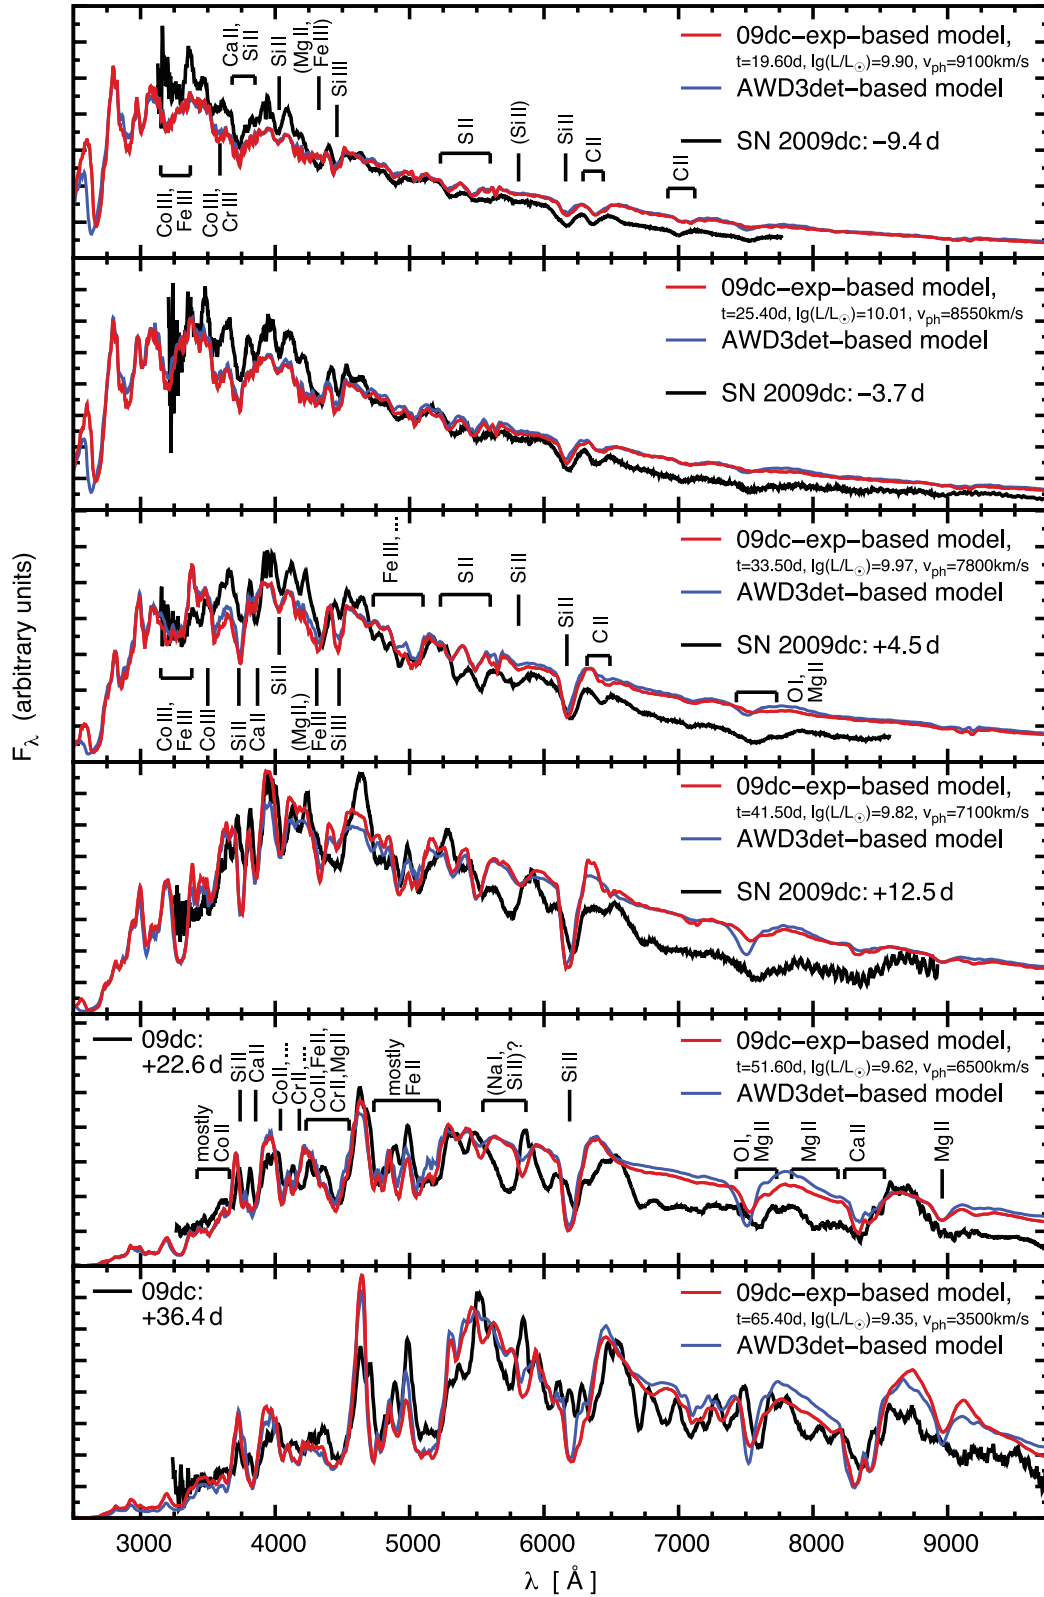 09dc-exp-based model,
t=19.60d, lg(L/L☉)=9.90, vph=9100km/s
AWD3det-based model
SN 2009dc: -9.4 d
Ca II,
Si II
Si II
(Mg II,
Fe III)
Si III
S II
(Si II)
Si II
C II
C II
Co III,
Fe III
Co III,
Cr III
09dc-exp-based model,
t=25.40d, lg(L/L☉)=10.01, vph=8550km/s
AWD3det-based model
SN 2009dc: -3.7 d
09dc-exp-based model,
t=33.50d, lg(L/L☉)=9.97, vph=7800km/s
AWD3det-based model
SN 2009dc: +4.5 d
Fe III, ...
S II
Si II
Si II
C II
O I,
Mg II
Co III,
Fe III
Co III
Si II
Ca II
Si II
(Mg II,)
Fe III
Si III
09dc-exp-based model,
t=41.50d, lg(L/L☉)=9.82, vph=7100km/s
AWD3det-based model
SN 2009dc: +12.5 d
09dc:
+22.6 d
09dc-exp-based model,
t=51.60d, lg(L/L☉)=9.62, vph=6500km/s
AWD3det-based model
mostly
Co II
Si II
Ca II
Co II, ...
Cr II, ...
Co II, Fe II,
Cr II, Mg II
mostly
Fe II
(Na I,
Si II)?
Si II
O I,
Mg II
Mg II
Ca II
Mg II
09dc:
+36.4 d
09dc-exp-based model,
t=65.40d, lg(L/L☉)=9.35, vph=3500km/s
AWD3det-based model
Fλ (arbitrary units)
3000 4000 5000 6000 7000 8000 9000
λ [ Å ]